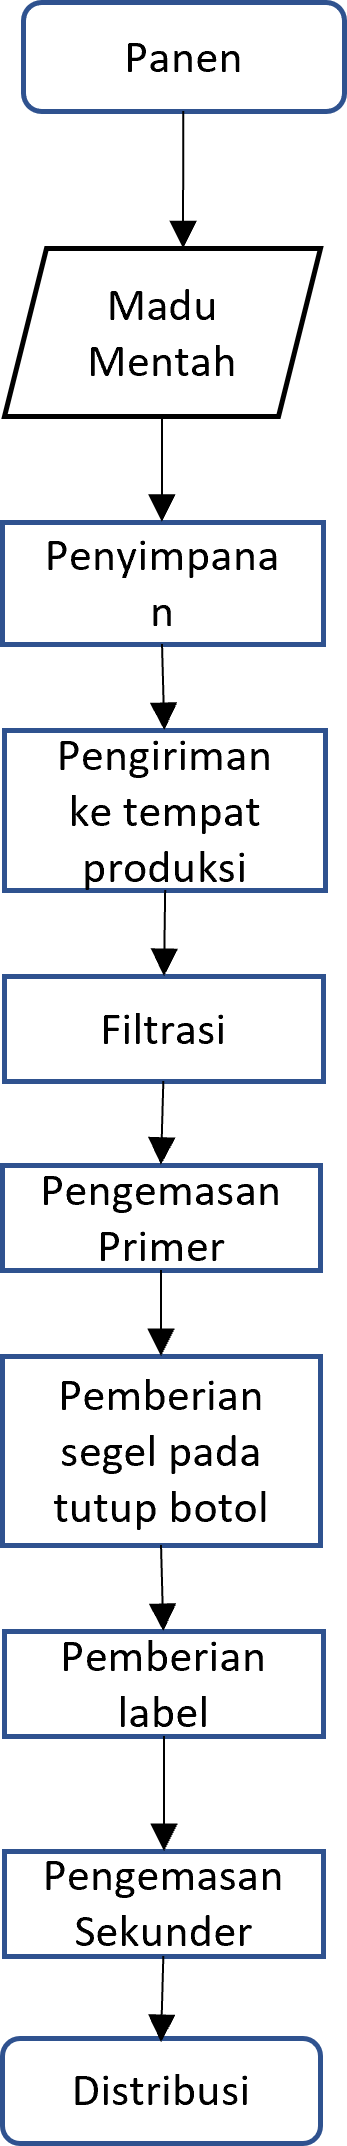 Panen
Madu
Mentah
Penyimpana
n
Pengiriman
ke tempat
produksi
Filtrasi
Pengemasan
Primer
Pemberian
segel pada
tutup botol
Pemberian
label
Pengemasan
Sekunder
Distribusi